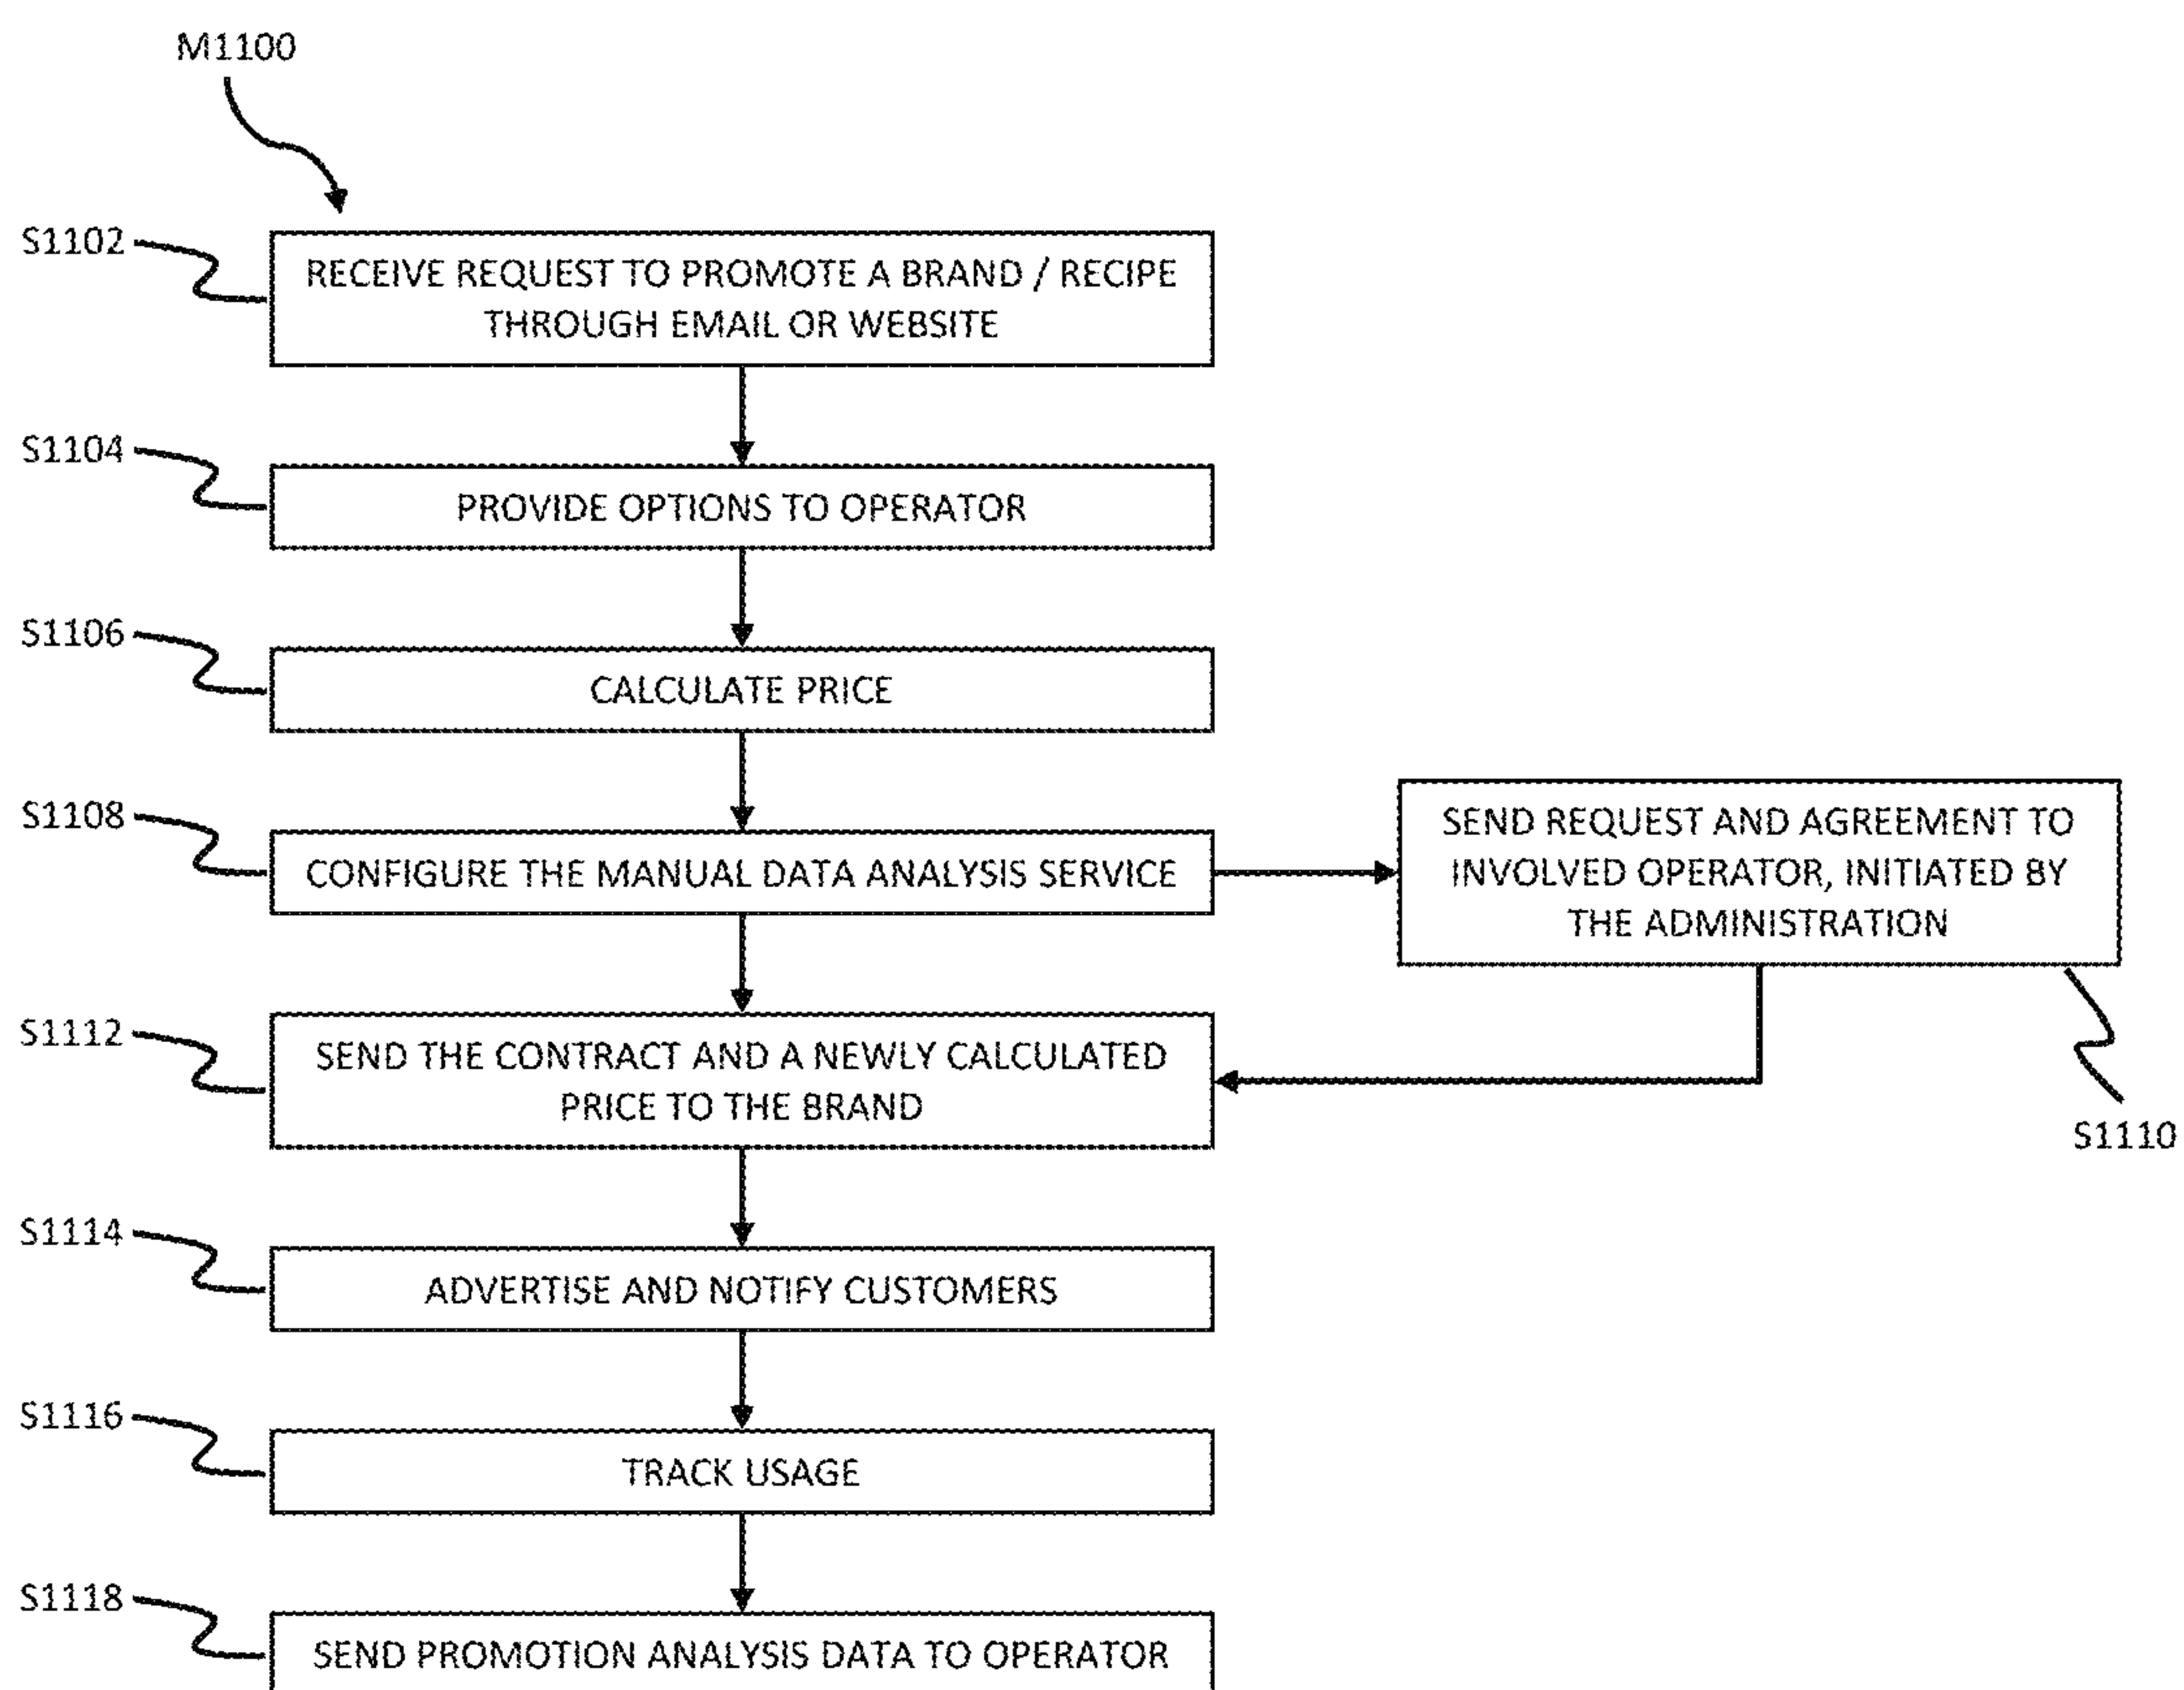 M1100
S1102
RECEIVE REQUEST TO PROMOTE A BRAND / RECIPE
THROUGH EMAIL OR WEBSITE
S1104
PROVIDE OPTIONS TO OPERATOR
S1106
CALCULATE PRICE
S1108
CONFIGURE THE MANUAL DATA ANALYSIS SERVICE
SEND REQUEST AND AGREEMENT TO
INVOLVED OPERATOR, INITIATED BY
THE ADMINISTRATION
S1110
S1112
SEND THE CONTRACT AND A NEWLY CALCULATED
PRICE TO THE BRAND
S1114
ADVERTISE AND NOTIFY CUSTOMERS
S1116
TRACK USAGE
S1118
SEND PROMOTION ANALYSIS DATA TO OPERATOR